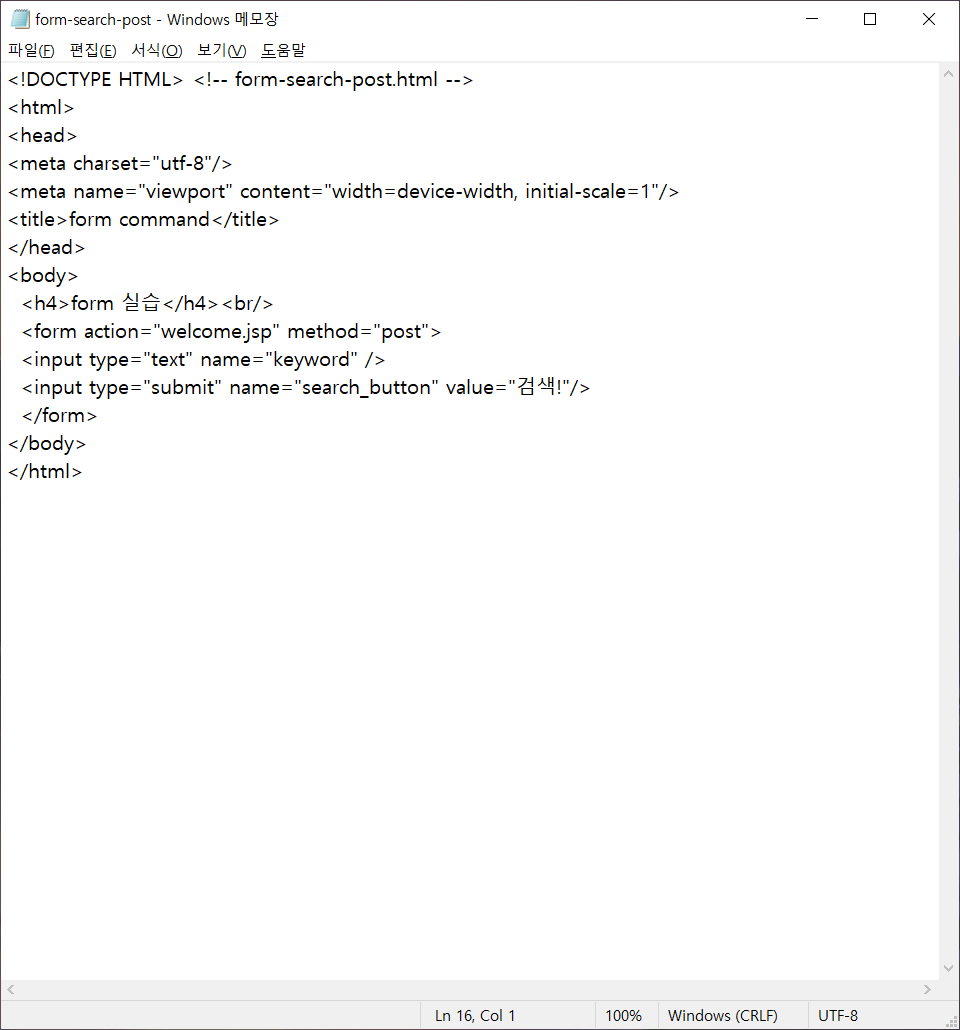 form-search-post - Windows 메모장
파일(F) 편집(E) 서식(O) 보기(V) 도움말
<!DOCTYPE HTML> <!-- form-search-post.html -->
<html>
<head>
<meta charset="utf-8"/>
<meta name="viewport" content="width=device-width, initial-scale=1"/>
<title>form command</title>
</head>
<body>
  <h4>form 실습</h4><br/>
  <form action="welcome.jsp" method="post">
  <input type="text" name="keyword" />
  <input type="submit" name="search_button" value="검색!"/>
  </form>
</body>
</html>
Ln 16, Col 1 100% Windows (CRLF) UTF-8